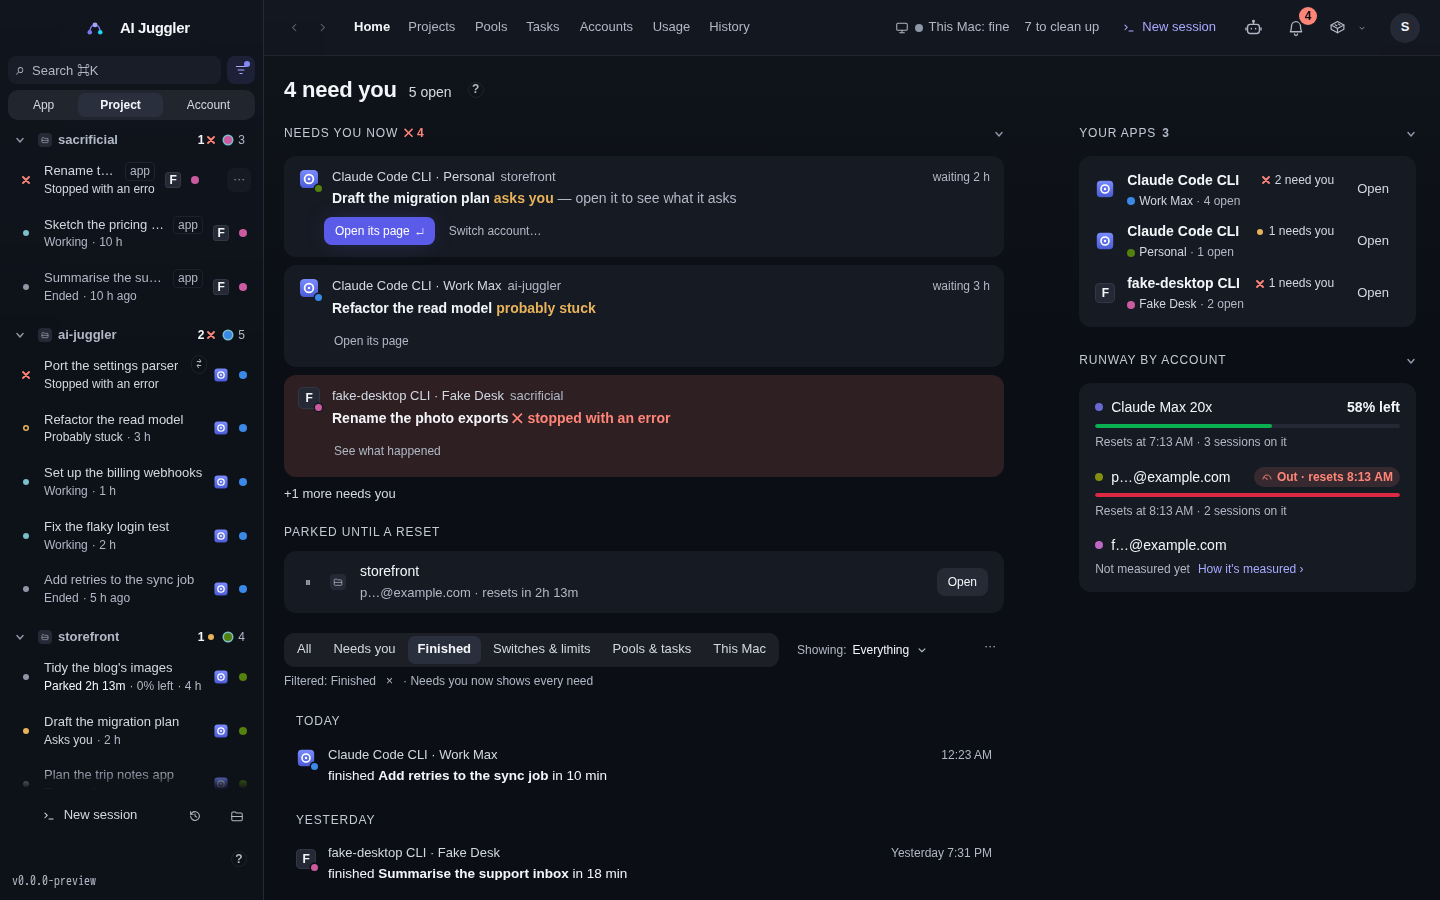 AI Juggler
Search ⌘K
App Project Account
sacrificial 1 3
Rename t… app F
Stopped with an erro
Sketch the pricing … app F
Working · 10 h
Summarise the su… app F
Ended · 10 h ago
ai-juggler 2 5
Port the settings parser
Stopped with an error
Refactor the read model
Probably stuck · 3 h
Set up the billing webhooks
Working · 1 h
Fix the flaky login test
Working · 2 h
Add retries to the sync job
Ended · 5 h ago
storefront 1 4
Tidy the blog's images
Parked 2h 13m · 0% left · 4 h
Draft the migration plan
Asks you · 2 h
Plan the trip notes app
New session
?
v0.0.0-preview
Home Projects Pools Tasks Accounts Usage History
This Mac: fine 7 to clean up New session 4 S
4 need you 5 open ?
NEEDS YOU NOW 4
Claude Code CLI · Personal storefront waiting 2 h
Draft the migration plan asks you — open it to see what it asks
Open its page Switch account…
Claude Code CLI · Work Max ai-juggler waiting 3 h
Refactor the read model probably stuck
Open its page
F fake-desktop CLI · Fake Desk sacrificial
Rename the photo exports stopped with an error
See what happened
+1 more needs you
PARKED UNTIL A RESET
storefront
p…@example.com · resets in 2h 13m
Open
All Needs you Finished Switches & limits Pools & tasks This Mac Showing: Everything …
Filtered: Finished × · Needs you now shows every need
TODAY
Claude Code CLI · Work Max 12:23 AM
finished Add retries to the sync job in 10 min
YESTERDAY
F fake-desktop CLI · Fake Desk Yesterday 7:31 PM
finished Summarise the support inbox in 18 min
YOUR APPS 3
Claude Code CLI 2 need you Open
Work Max · 4 open
Claude Code CLI 1 needs you Open
Personal · 1 open
F fake-desktop CLI 1 needs you Open
Fake Desk · 2 open
RUNWAY BY ACCOUNT
Claude Max 20x 58% left
Resets at 7:13 AM · 3 sessions on it
p…@example.com Out · resets 8:13 AM
Resets at 8:13 AM · 2 sessions on it
f…@example.com
Not measured yet How it's measured ›